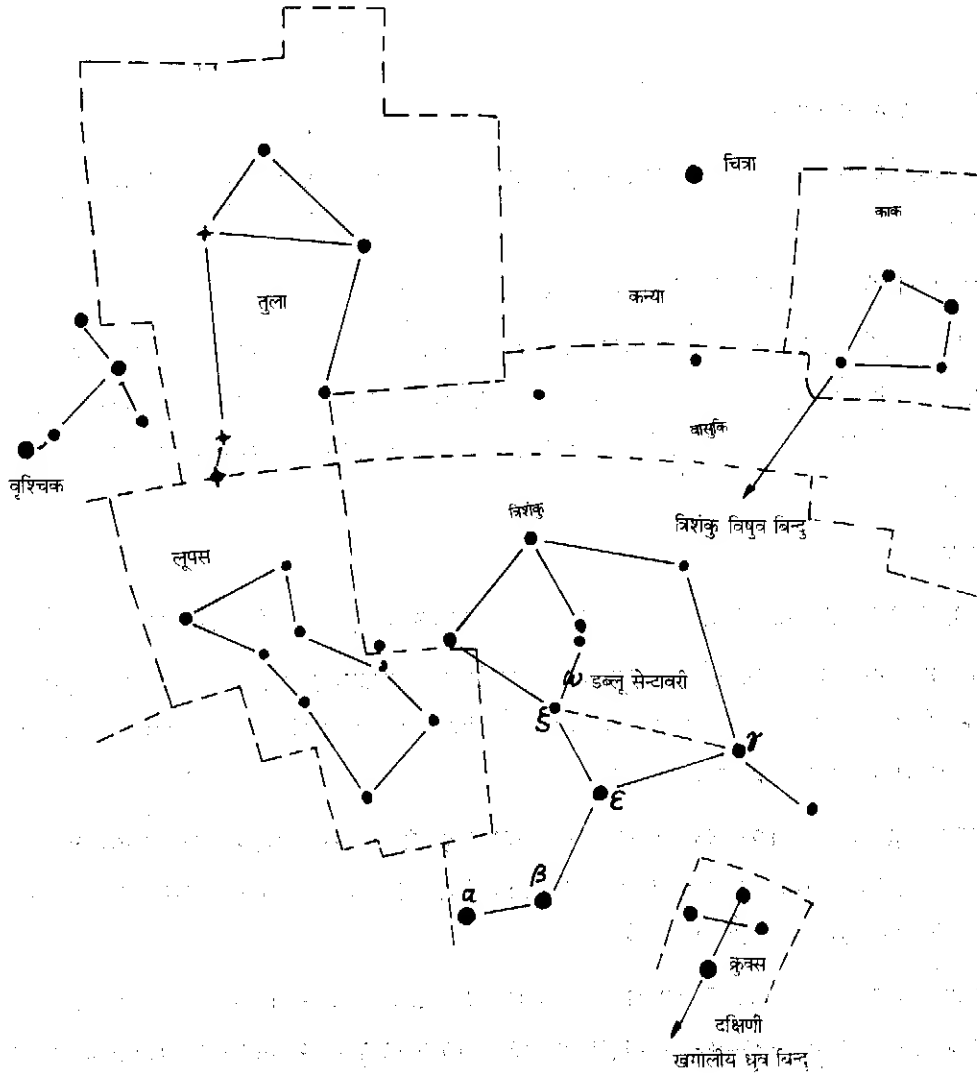 चित्रा
काक
तुला
कन्या
वासुकि
वृश्चिक
त्रिशंकु
त्रिशंकु विषुव बिन्दु
लूपस
ω डब्लू सेन्टावरी
ξ
γ
ε
α
β
क्रुक्स
दक्षिणी
खगोलीय ध्रुव बिन्दु